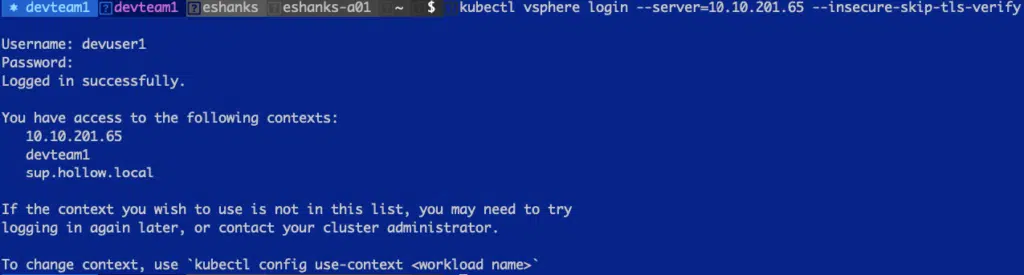 * devteam1 devteam1 eshanks eshanks-a01 ~ $ kubectl vsphere login --server=10.10.201.65 --insecure-skip-tls-verify
Username: devuser1
Password:
Logged in successfully.
You have access to the following contexts:
10.10.201.65
devteam1
sup.hollow.local
If the context you wish to use is not in this list, you may need to try
logging in again later, or contact your cluster administrator.
To change context, use `kubectl config use-context <workload name>`